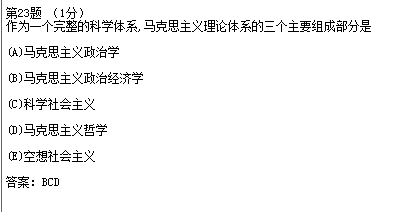 第23题 (1分)
作为一个完整的科学体系,马克思主义理论体系的三个主要组成部分是
(A)马克思主义政治学
(B)马克思主义政治经济学
(C)科学社会主义
(D)马克思主义哲学
(E)空想社会主义
答案：BCD